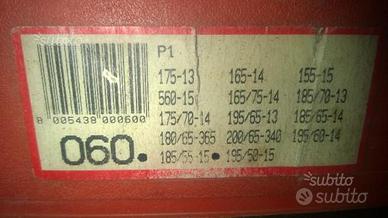 P1
175-13 165-14 155-15
560-15 165/75-14 185/70-13
175/70-14 195/65-13 185/65-14
180/65-365 200/65-340 195/60-14
185/55-15 • 195/50-15
8 005438 000600
060.
subito subito